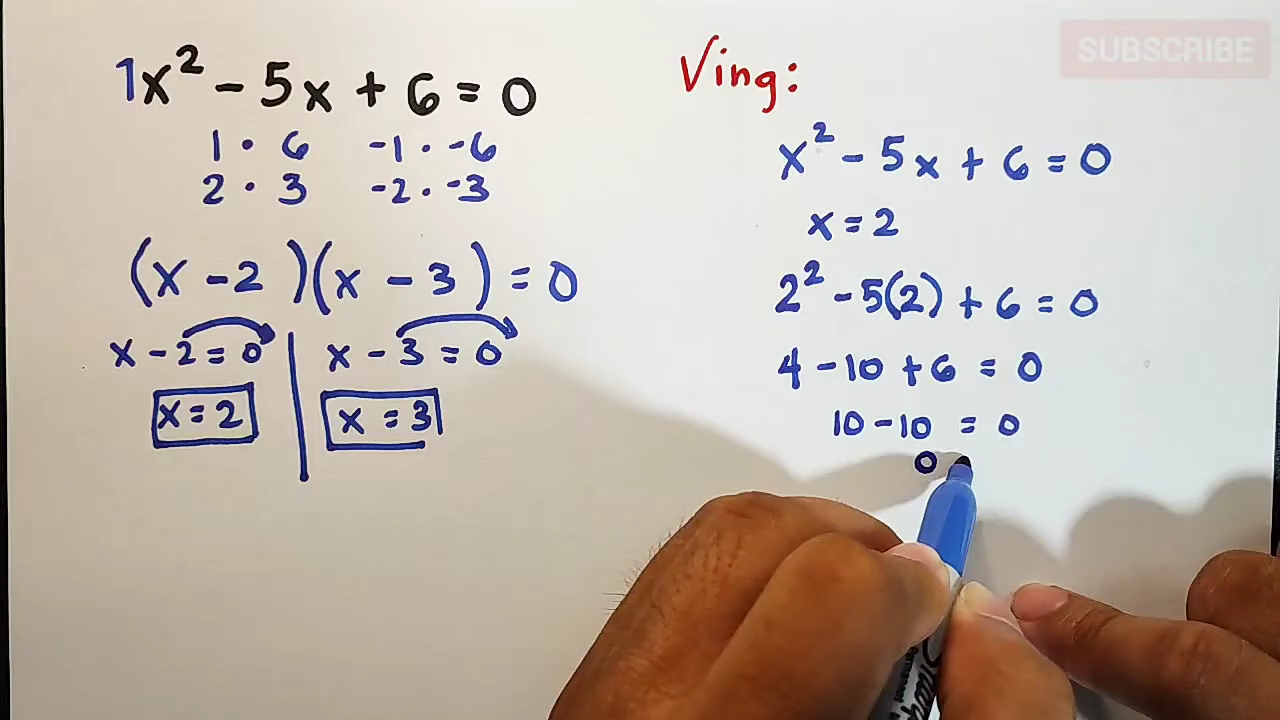 1x² - 5x + 6 = 0
1 · 6 -1 · -6
2 · 3 -2 · -3
(x - 2)(x - 3) = 0
x - 2 = 0 | x - 3 = 0
x = 2 x = 3
Ving:
x² - 5x + 6 = 0
x = 2
2² - 5(2) + 6 = 0
4 - 10 + 6 = 0
10 - 10 = 0
0
SUBSCRIBE